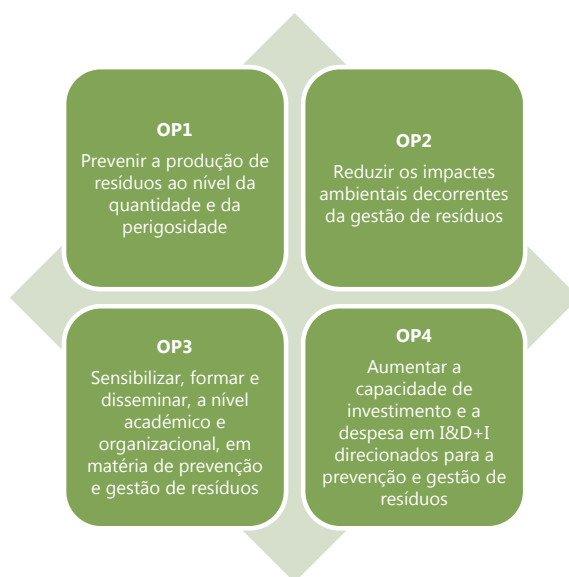 OP1
Prevenir a produção de
resíduos ao nível da
quantidade e da
perigosidade
OP2
Reduzir os impactes
ambientais decorrentes
da gestão de resíduos
OP3
Sensibilizar, formar e
disseminar, a nível
académico e
organizacional, em
matéria de prevenção
e gestão de resíduos
OP4
Aumentar a
capacidade de
investimento e a
despesa em I&D+I
direcionados para a
prevenção e gestão de
resíduos